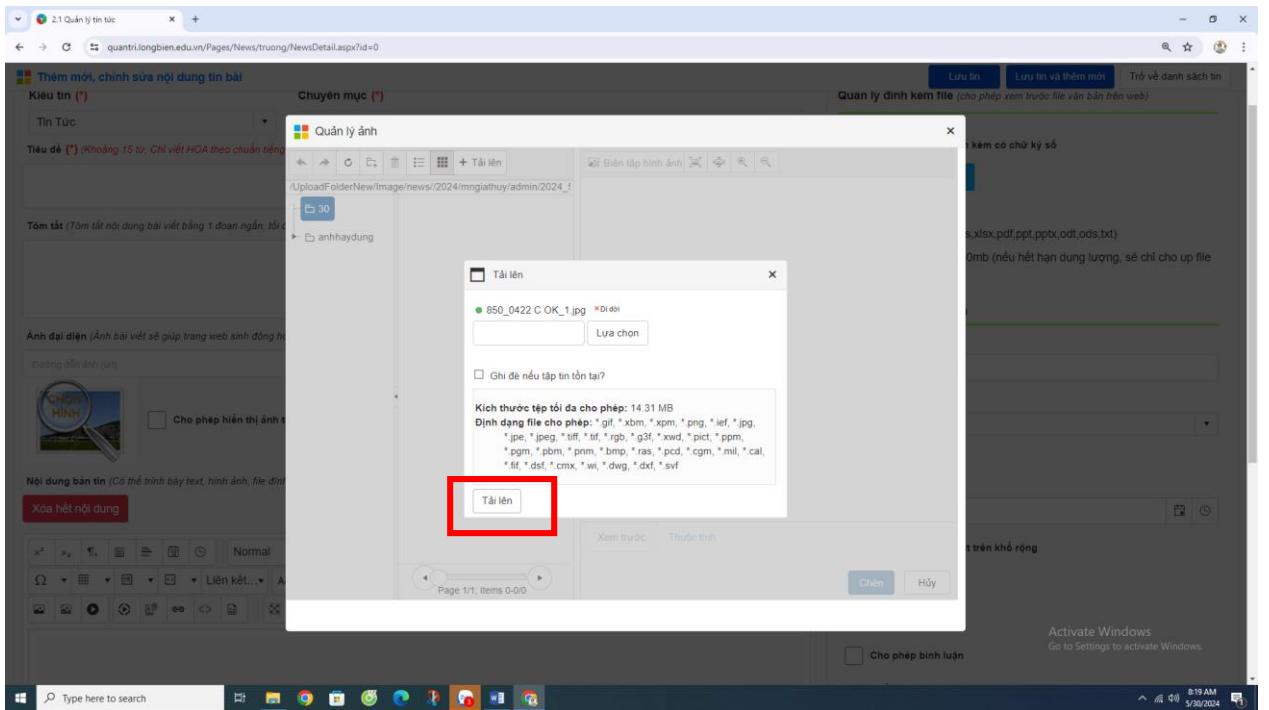 2.1 Quản lý tin tức
quantri.longbien.edu.vn/Pages/News/truong/NewsDetail.aspx?id=0
Thêm mới, chỉnh sửa nội dung tin bài
Lưu tin
Lưu tin và thêm mới
Trở về danh sách tin
Kiểu tin (*)
Chuyên mục (*)
Quản lý đính kèm file (cho phép xem trước file văn bản trên web)
Tin Tức
Tiêu đề (*) (Khoảng 15 từ. Chỉ viết HOA theo chuẩn tiếng
Tóm tắt (Tóm tắt nội dung bài viết bằng 1 đoạn ngắn, tối
Ảnh đại diện (Ảnh bài viết sẽ giúp trang web sinh động
Đường dẫn ảnh (url)
CHỌN
HÌNH
Cho phép hiển thị ảnh
Nội dung bản tin (Có thể trình bày text, hình ảnh, file
Xóa hết nội dung
Normal
Liên kết...
Quản lý ảnh
+ Tải lên
Biên tập hình ảnh
/UploadFolderNew/Image/news//2024/mngiathuy/admin/2024_
30
anhhaydung
Tải lên
850_0422 C OK_1.jpg
×Di dời
Lựa chọn
Ghi đè nếu tập tin tồn tại?
Kích thước tệp tối đa cho phép: 14.31 MB
Định dạng file cho phép: *.gif, *.xbm, *.xpm, *.png, *.ief, *.jpg,
*.jpe, *.jpeg, *.tiff, *.tif, *.rgb, *.g3f, *.xwd, *.pict, *.ppm,
*.pgm, *.pbm, *.pnm, *.bmp, *.ras, *.pcd, *.cgm, *.mil, *.cal,
*.fif, *.dsf, *.cmx, *.wi, *.dwg, *.dxf, *.svf
Tải lên
Xem trước
Thuộc tính
Page 1/1, Items 0-0/0
Chèn
Hủy
kèm có chữ ký số
s,xlsx,pdf,ppt,pptx,odt,ods,txt)
0mb (nếu hết hạn dung lượng, sẽ chỉ cho up file
t trên khổ rộng
Cho phép bình luận
Activate Windows
Go to Settings to activate Windows.
Type here to search
8:19 AM
5/30/2024